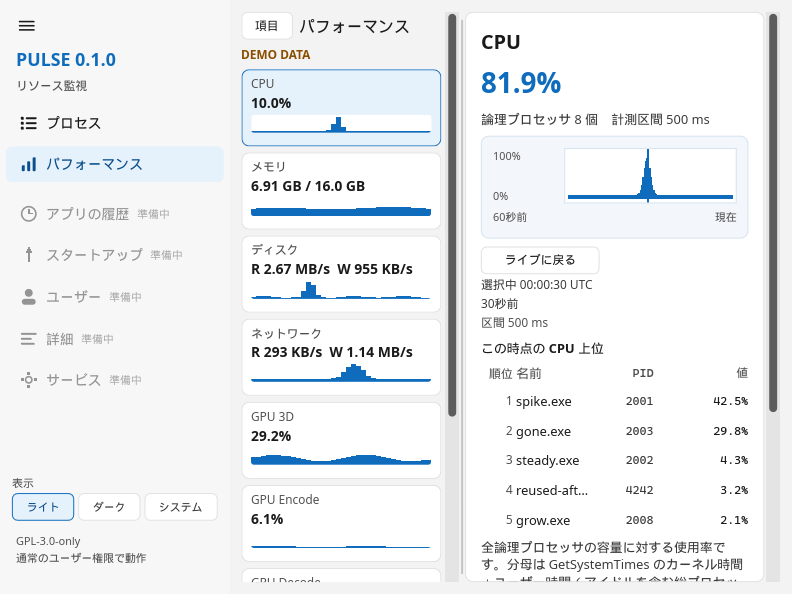 PULSE 0.1.0
リソース監視
プロセス
パフォーマンス
アプリの履歴 準備中
スタートアップ 準備中
ユーザー 準備中
詳細 準備中
サービス 準備中
表示
ライト ダーク システム
GPL-3.0-only
通常のユーザー権限で動作
項目 パフォーマンス
DEMO DATA
CPU
10.0%
メモリ
6.91 GB / 16.0 GB
ディスク
R 2.67 MB/s W 955 KB/s
ネットワーク
R 293 KB/s W 1.14 MB/s
GPU 3D
29.2%
GPU Encode
6.1%
GPU Decode
CPU
81.9%
論理プロセッサ 8 個 計測区間 500 ms
100%
0%
60秒前 現在
ライブに戻る
選択中 00:00:30 UTC
30秒前
区間 500 ms
この時点の CPU 上位
順位 名前 PID 値
1 spike.exe 2001 42.5%
2 gone.exe 2003 29.8%
3 steady.exe 2002 4.3%
4 reused-aft... 4242 3.2%
5 grow.exe 2008 2.1%
全論理プロセッサの容量に対する使用率で
す。分母は GetSystemTimes のカーネル時間